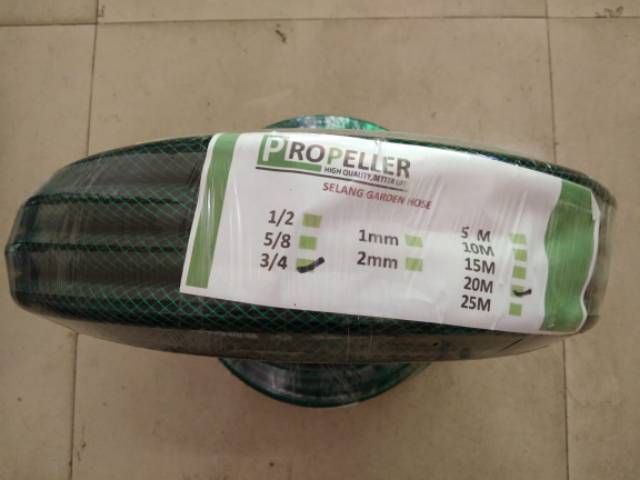 PROPELLER
HIGH QUALITY, BETTER LIFE
SELANG GARDEN HOSE
1/2
5/8
3/4
1mm
2mm
5 M
10M
15M
20M
25M